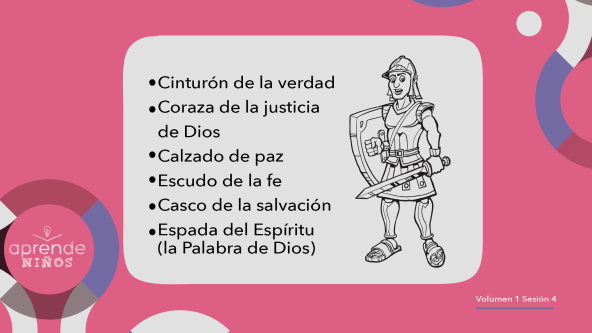 •Cinturón de la verdad
•Coraza de la justicia
de Dios
•Calzado de paz
•Escudo de la fe
•Casco de la salvación
•Espada del Espíritu
(la Palabra de Dios)
aprende
NIÑOS
Volumen 1 Sesión 4